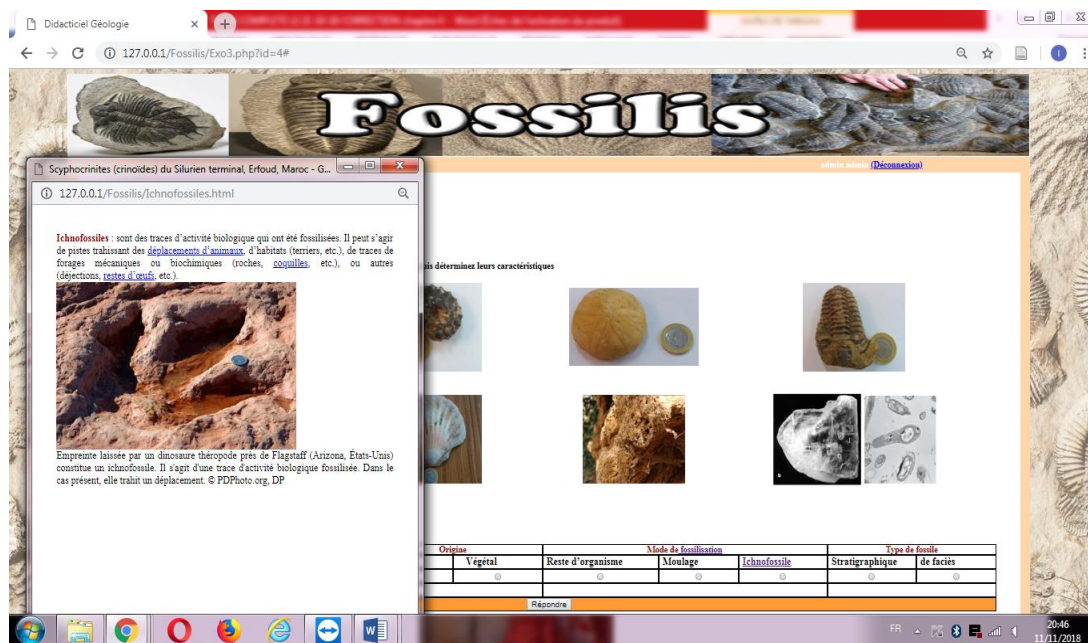 Didacticiel Géologie
127.0.0.1/Fossilis/Exo3.php?id=4#
Fossilis
admin admin (Déconnexion)
Scyphocrinites (crinoïdes) du Silurien terminal, Erfoud, Maroc - G...
127.0.0.1/Fossilis/Ichnofossiles.html
Ichnofossiles : sont des traces d'activité biologique qui ont été fossilisées. Il peut s'agir
de pistes trahissant des déplacements d'animaux, d'habitats (terriers, etc.), de traces de
forages mécaniques ou biochimiques (roches, coquilles, etc.), ou autres
(déjections, restes d'œufs, etc.).
Empreinte laissée par un dinosaure théropode près de Flagstaff (Arizona, États-Unis)
constitue un ichnofossile. Il s'agit d'une trace d'activité biologique fossilisée. Dans le
cas présent, elle trahit un déplacement. © PDPhoto.org, DP
déterminez leurs caractéristiques
Origine Mode de fossilisation Type de fossile
Végétal Reste d'organisme Moulage Ichnofossile Stratigraphique de faciès
Répondre
FR
20:46
11/11/2018